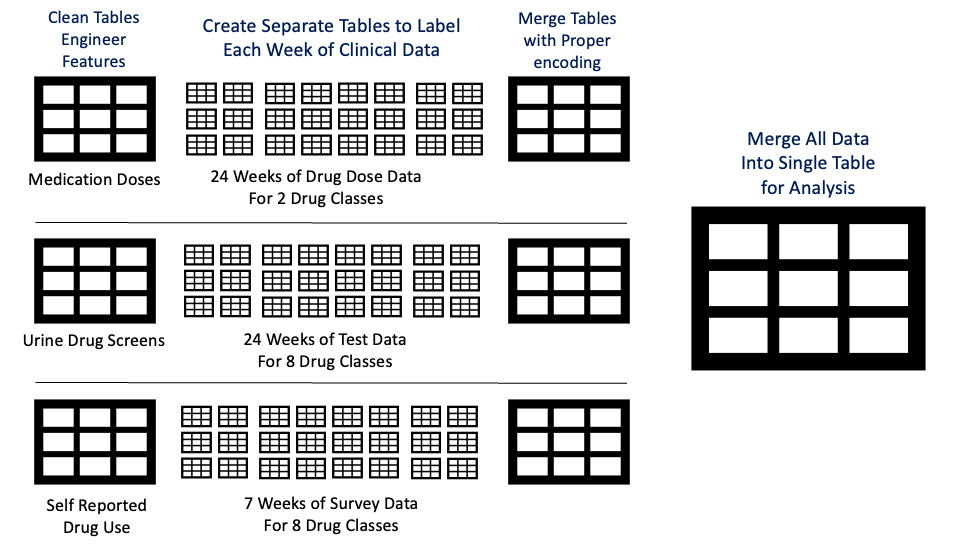 Clean Tables
Engineer
Features
Create Separate Tables to Label
Each Week of Clinical Data
Merge Tables
with Proper
encoding
Medication Doses
24 Weeks of Drug Dose Data
For 2 Drug Classes
Merge All Data
Into Single Table
for Analysis
Urine Drug Screens
24 Weeks of Test Data
For 8 Drug Classes
Self Reported
Drug Use
7 Weeks of Survey Data
For 8 Drug Classes